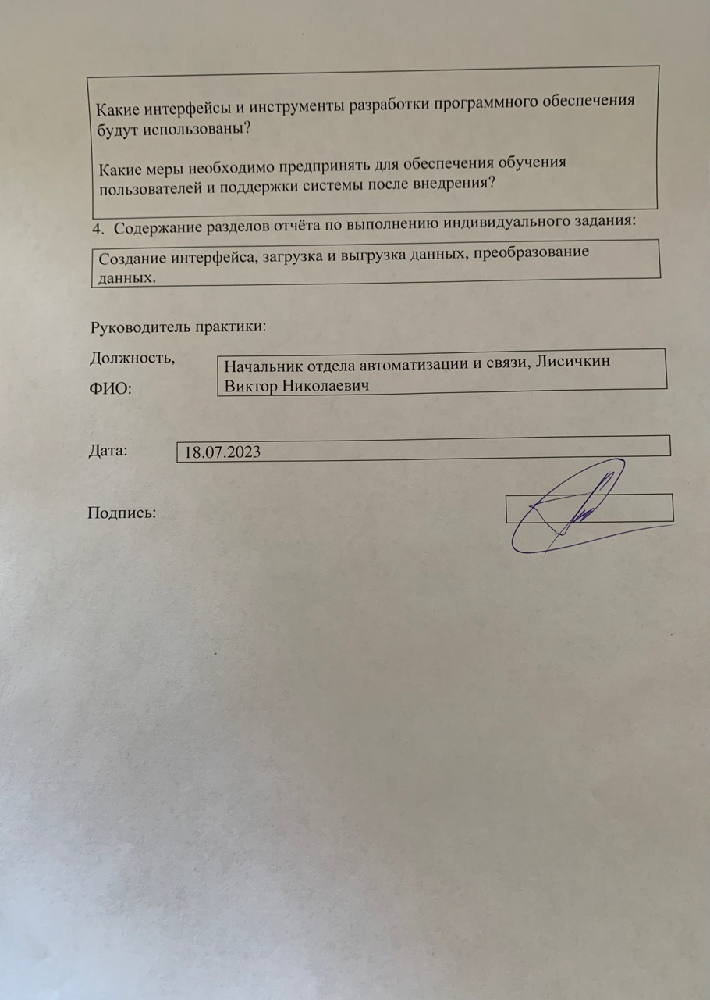 Какие интерфейсы и инструменты разработки программного обеспечения
будут использованы?
Какие меры необходимо предпринять для обеспечения обучения
пользователей и поддержки системы после внедрения?
4. Содержание разделов отчёта по выполнению индивидуального задания:
Создание интерфейса, загрузка и выгрузка данных, преобразование
данных.
Руководитель практики:
Должность,
ФИО:
Начальник отдела автоматизации и связи, Лисичкин
Виктор Николаевич
Дата:
18.07.2023
Подпись: